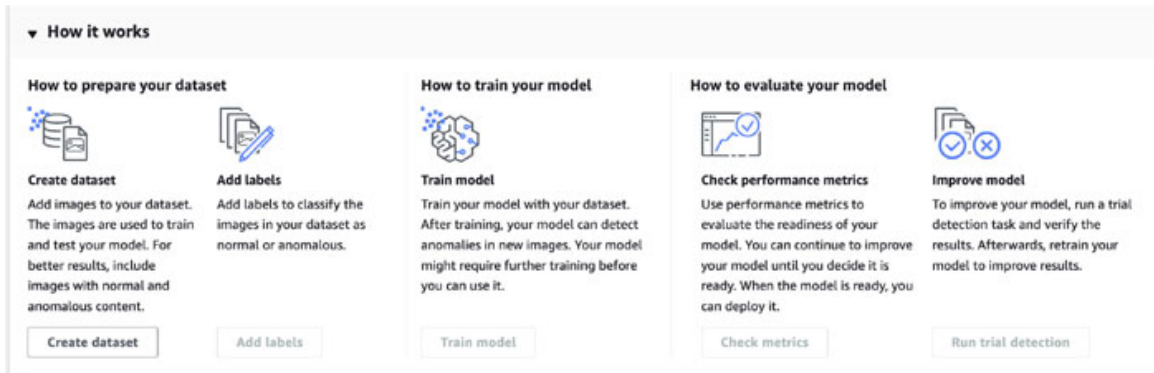 How it works
How to prepare your dataset
Create dataset
Add images to your dataset.
The images are used to train
and test your model. For
better results, include
images with normal and
anomalous content.
Create dataset
Add labels
Add labels to classify the
images in your dataset as
normal or anomalous.
Add labels
How to train your model
Train model
Train your model with your dataset.
After training, your model can detect
anomalies in new images. Your model
might require further training before
you can use it.
Train model
How to evaluate your model
Check performance metrics
Use performance metrics to
evaluate the readiness of your
model. You can continue to improve
your model until you decide it is
ready. When the model is ready, you
can deploy it.
Check metrics
Improve model
To improve your model, run a trial
detection task and verify the
results. Afterwards, retrain your
model to improve results.
Run trial detection